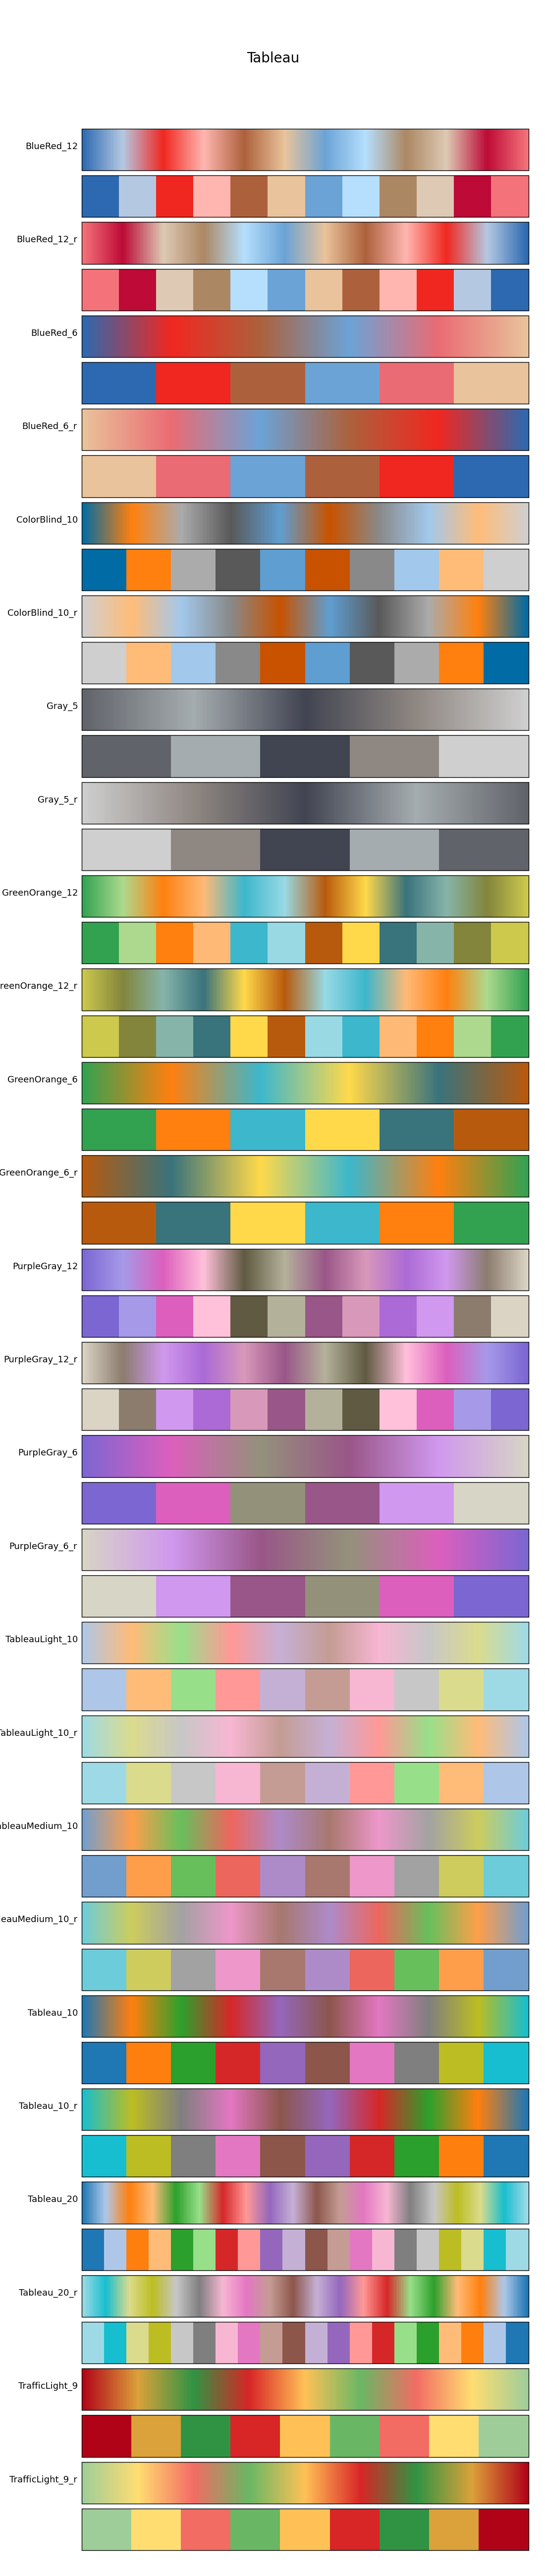 Tableau
BlueRed_12
BlueRed_12_r
BlueRed_6
BlueRed_6_r
ColorBlind_10
ColorBlind_10_r
Gray_5
Gray_5_r
GreenOrange_12
reenOrange_12_r
GreenOrange_6
GreenOrange_6_r
PurpleGray_12
PurpleGray_12_r
PurpleGray_6
PurpleGray_6_r
TableauLight_10
ableauLight_10_r
bleauMedium_10
eauMedium_10_r
Tableau_10
Tableau_10_r
Tableau_20
Tableau_20_r
TrafficLight_9
TrafficLight_9_r